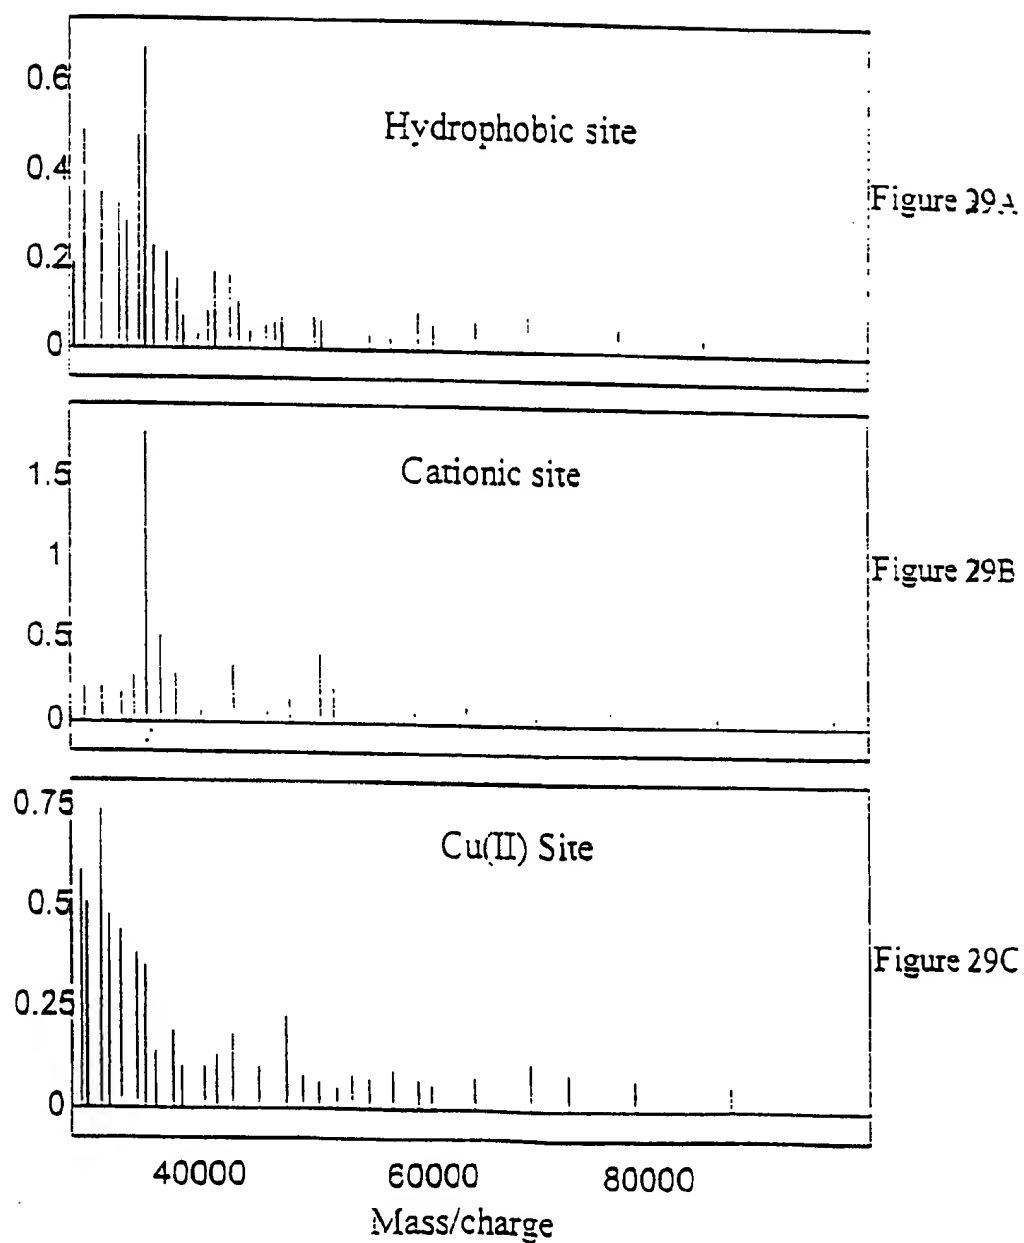 0.6
0.4
0.2
0
Hydrophobic site
Figure 29A
1.5
1
0.5
0
Cationic site
Figure 29B
0.75
0.5
0.25
0
Cu(II) Site
Figure 29C
40000 60000 80000
Mass/charge